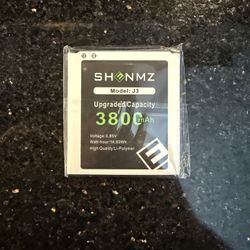 SHENMZ
Model: J3
Upgraded Capacity
3800mAh
Voltage: 3.85V
Watt-hour: 14.63Wh
High Quality Li-Polymer